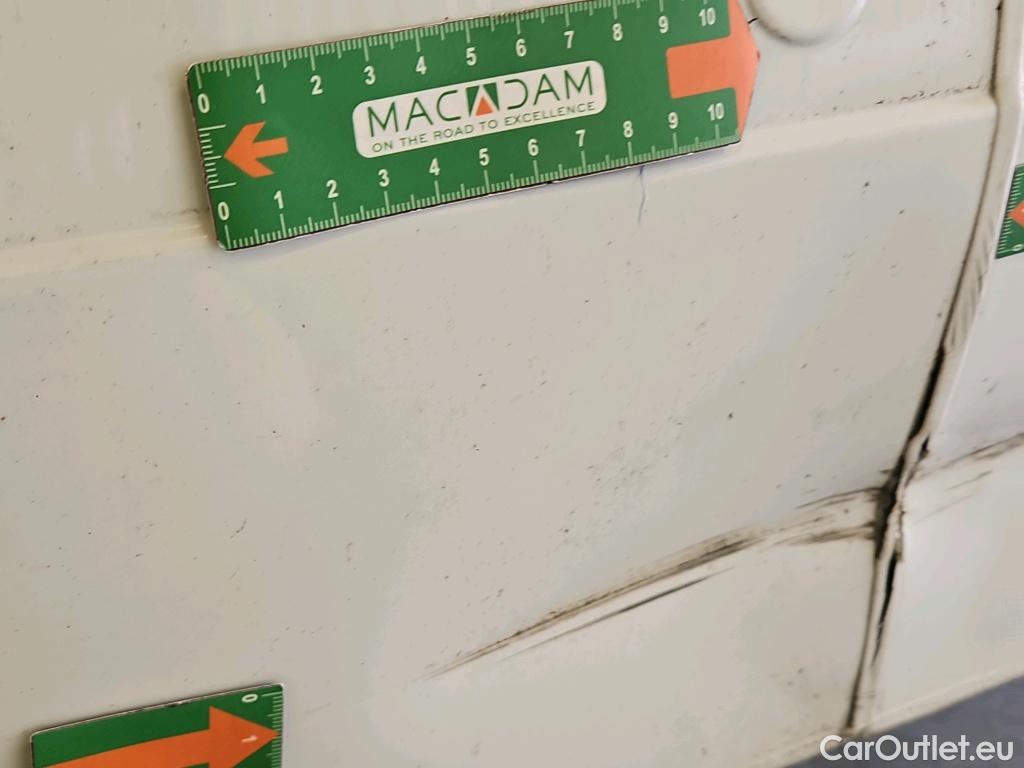 0 1 2 3 4 5 6 7 8 9 10
MACADAM
ON THE ROAD TO EXCELLENCE
0 1 2 3 4 5 6 7 8 9 10
0
0
1
CarOutlet.eu